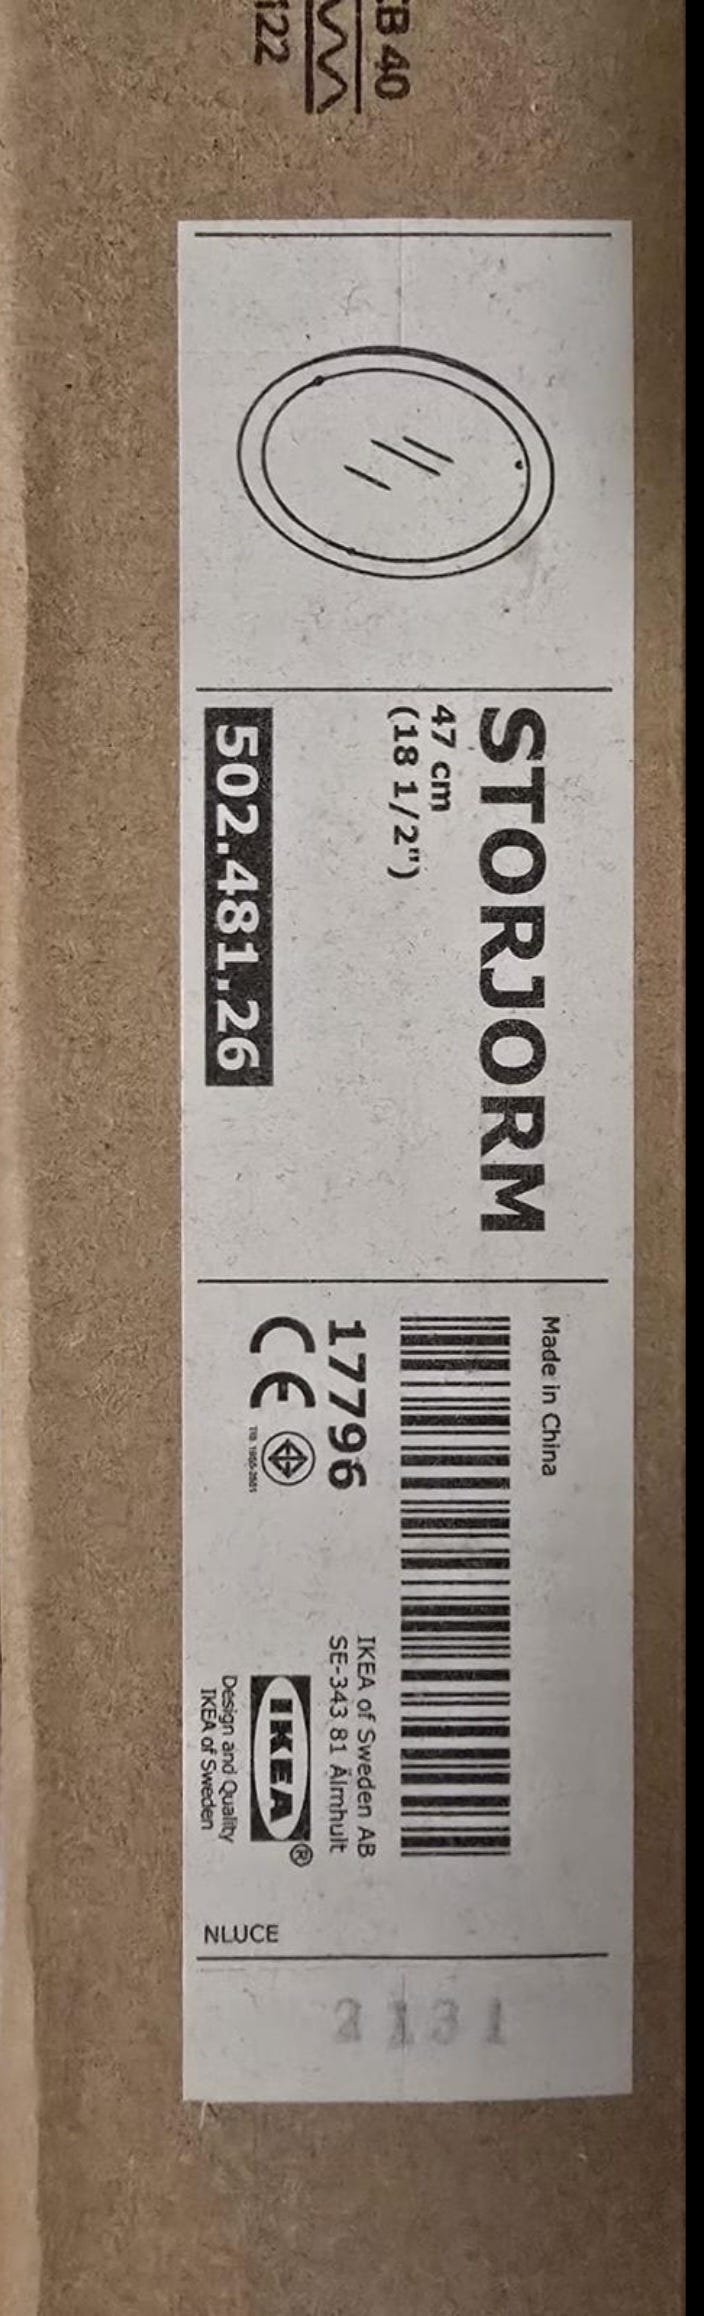 STORJORM
47 cm
(18 1/2")
502.481.26
Made in China
17796
CE
IKEA of Sweden AB
SE-343 81 Älmhult
IKEA®
Design and Quality
IKEA of Sweden
NLUCE
2131
CB 40
122